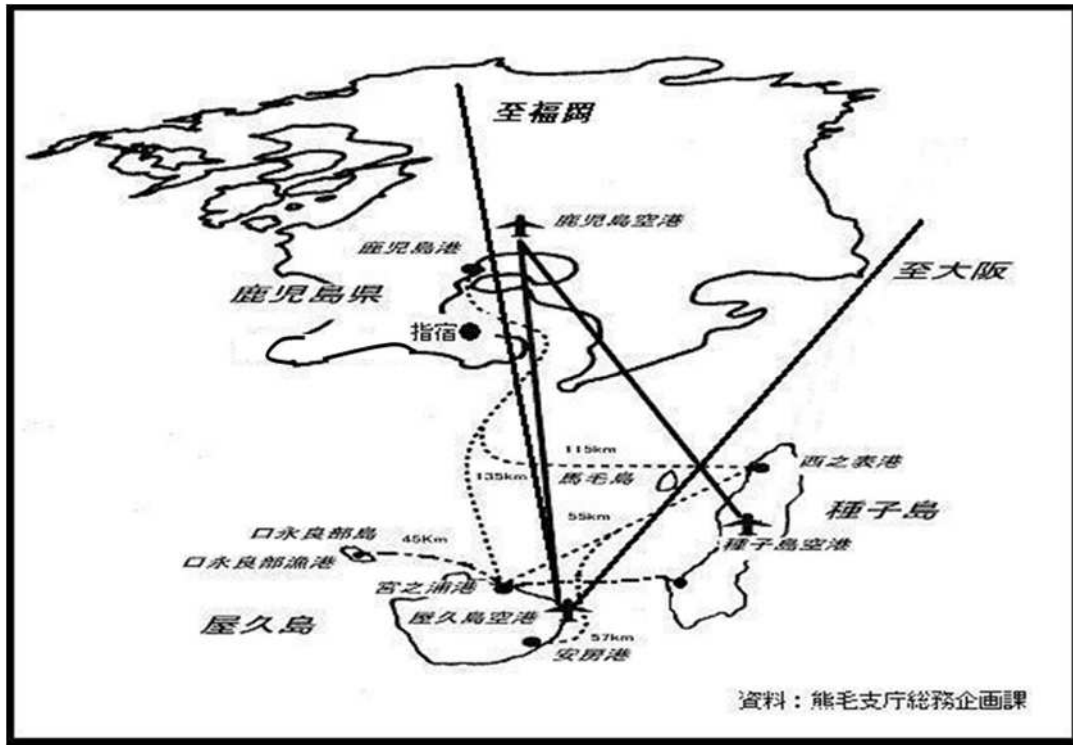 至福岡
鹿児島空港
鹿児島港
至大阪
鹿児島県
指宿
115km
西之表港
135km
馬毛島
種子島
55km
口永良部島
45Km
種子島空港
口永良部漁港
宮之浦港
屋久島空港
屋久島
57km
安房港
資料：熊毛支庁総務企画課